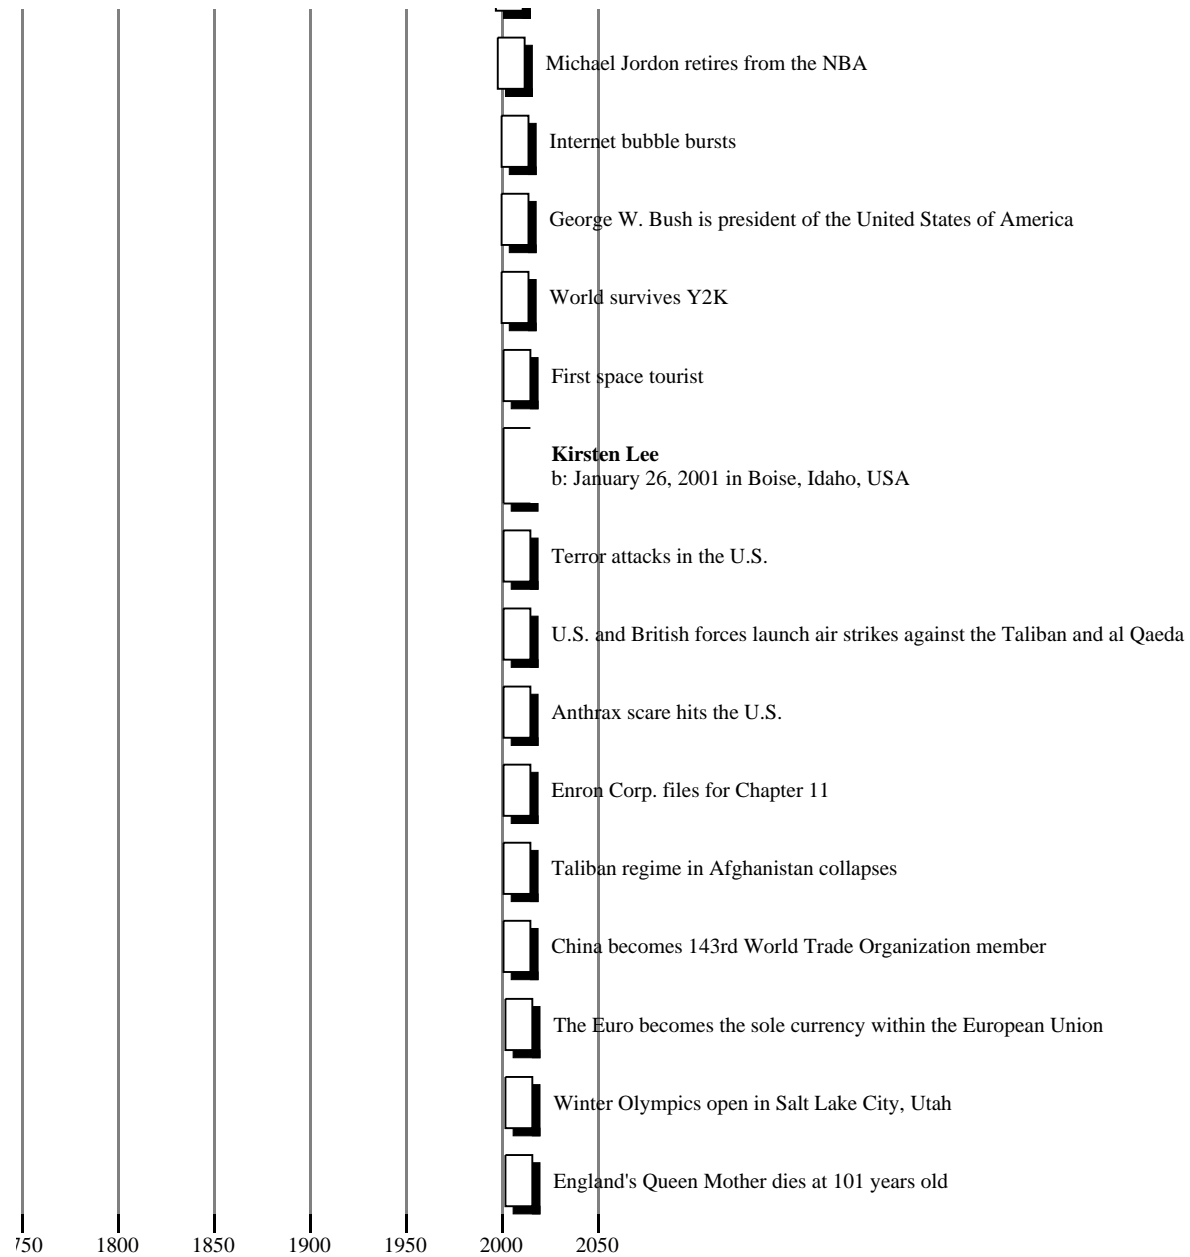 Michael Jordon retires from the NBA
Internet bubble bursts
George W. Bush is president of the United States of America
World survives Y2K
First space tourist
Kirsten Lee
b: January 26, 2001 in Boise, Idaho, USA
Terror attacks in the U.S.
U.S. and British forces launch air strikes against the Taliban and al Qaeda
Anthrax scare hits the U.S.
Enron Corp. files for Chapter 11
Taliban regime in Afghanistan collapses
China becomes 143rd World Trade Organization member
The Euro becomes the sole currency within the European Union
Winter Olympics open in Salt Lake City, Utah
England's Queen Mother dies at 101 years old
750 1800 1850 1900 1950 2000 2050